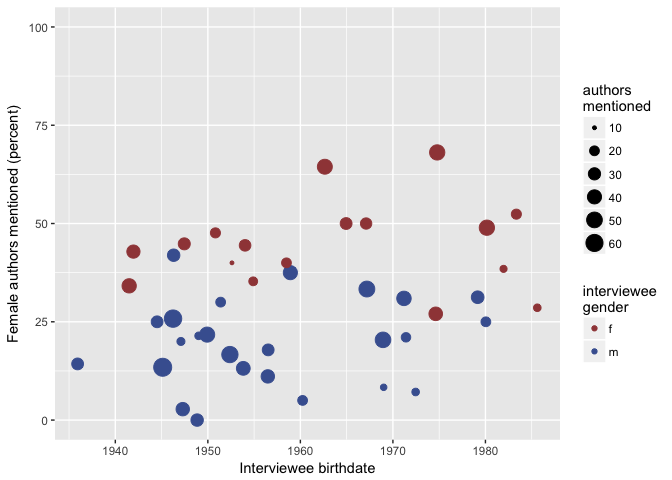 100
75
50
25
0
Female authors mentioned (percent)
1940 1950 1960 1970 1980
Interviewee birthdate
authors
mentioned
10
20
30
40
50
60
interviewee
gender
f
m